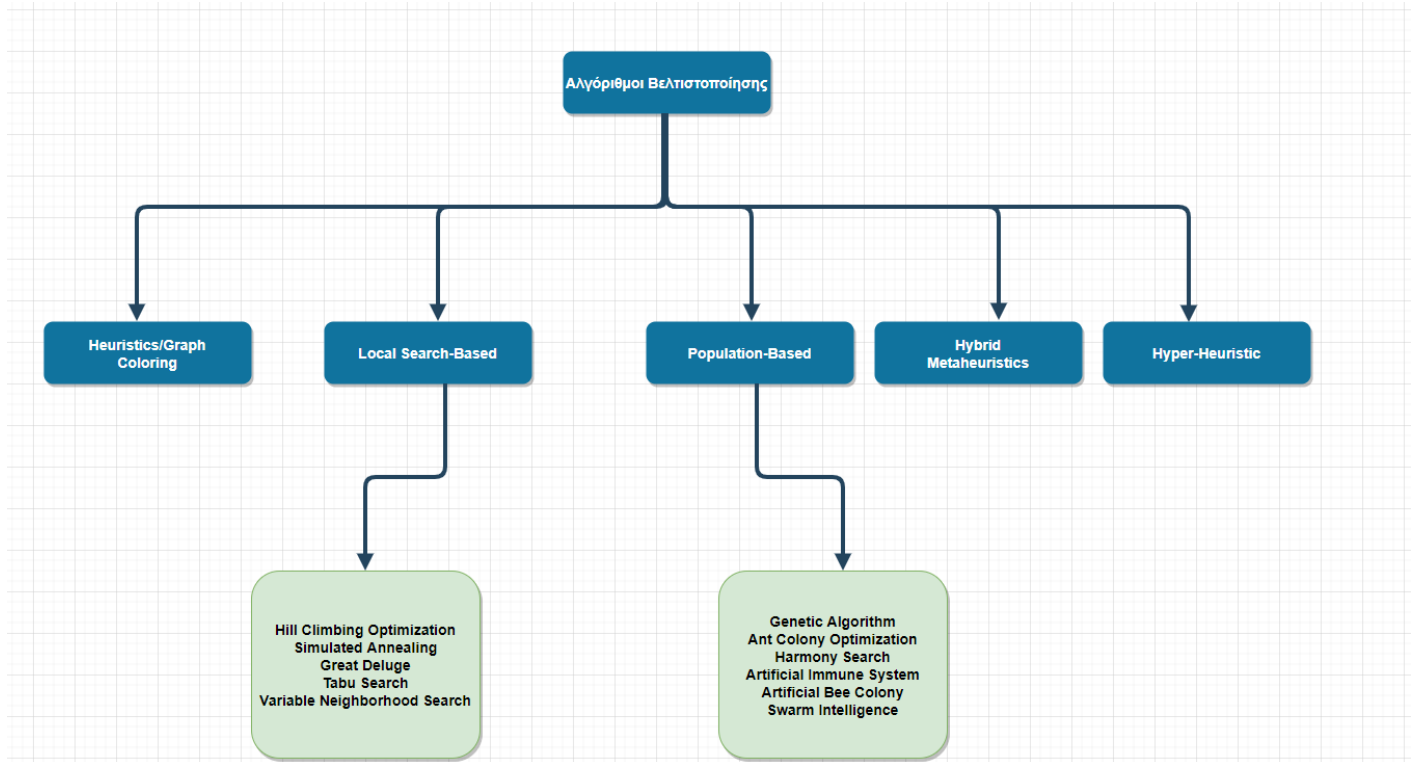 Αλγόριθμοι Βελτιστοποίησης
Heuristics/Graph
Coloring
Local Search-Based
Population-Based
Hybrid
Metaheuristics
Hyper-Heuristic
Hill Climbing Optimization
Simulated Annealing
Great Deluge
Tabu Search
Variable Neighborhood Search
Genetic Algorithm
Ant Colony Optimization
Harmony Search
Artificial Immune System
Artificial Bee Colony
Swarm Intelligence